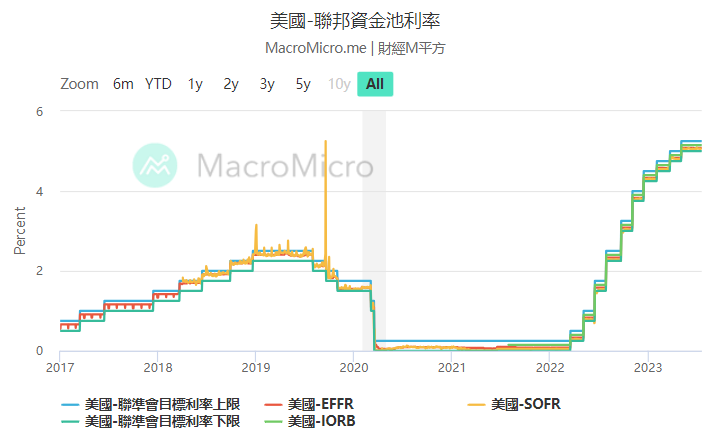 美國-聯邦資金池利率
MacroMicro.me | 財經M平方
Zoom 6m YTD 1y 2y 3y 5y 10y All
MacroMicro
Percent
6
4
2
0
2017 2018 2019 2020 2021 2022 2023
美國-聯準會目標利率上限 美國-EFFR 美國-SOFR
美國-聯準會目標利率下限 美國-IORB